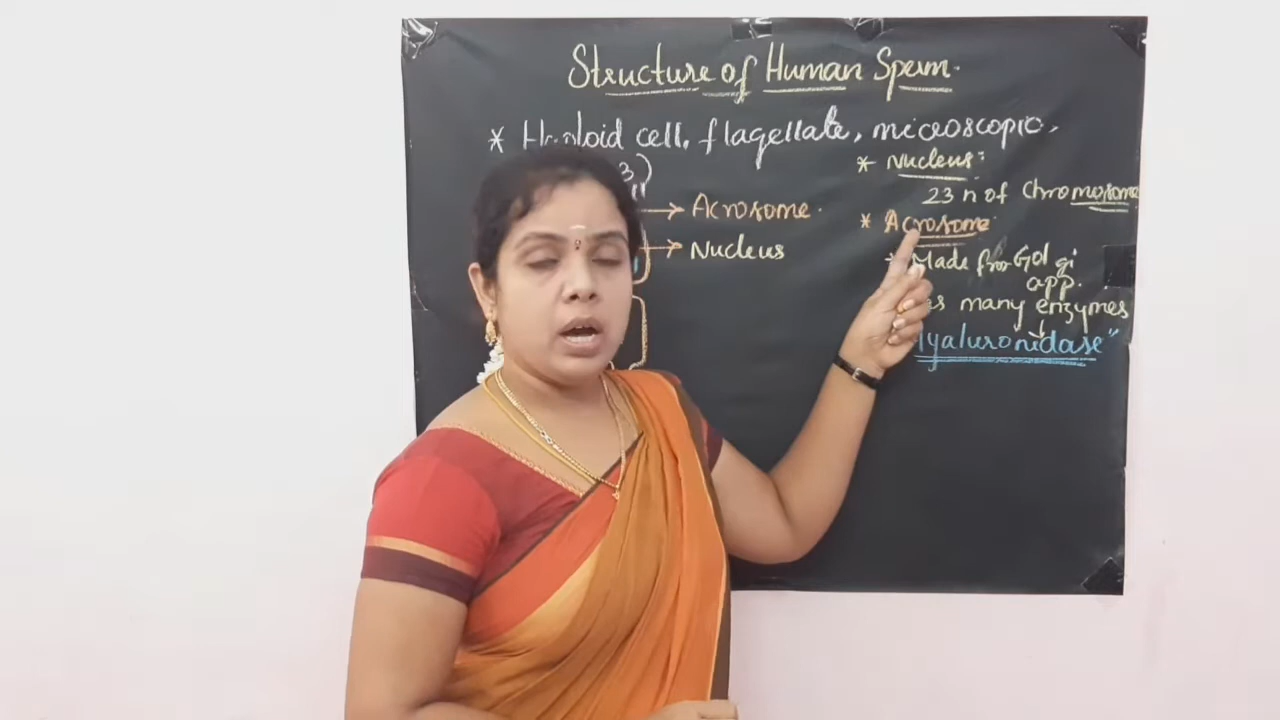 Structure of Human Sperm.
* Haploid cell, flagellate, microscopic.
3)
Acrosome.
Nucleus
* Nucleus:
23 n of Chromosome
* Acrosome
* Made from Golgi
app.
many enzymes
Hyaluronidase"